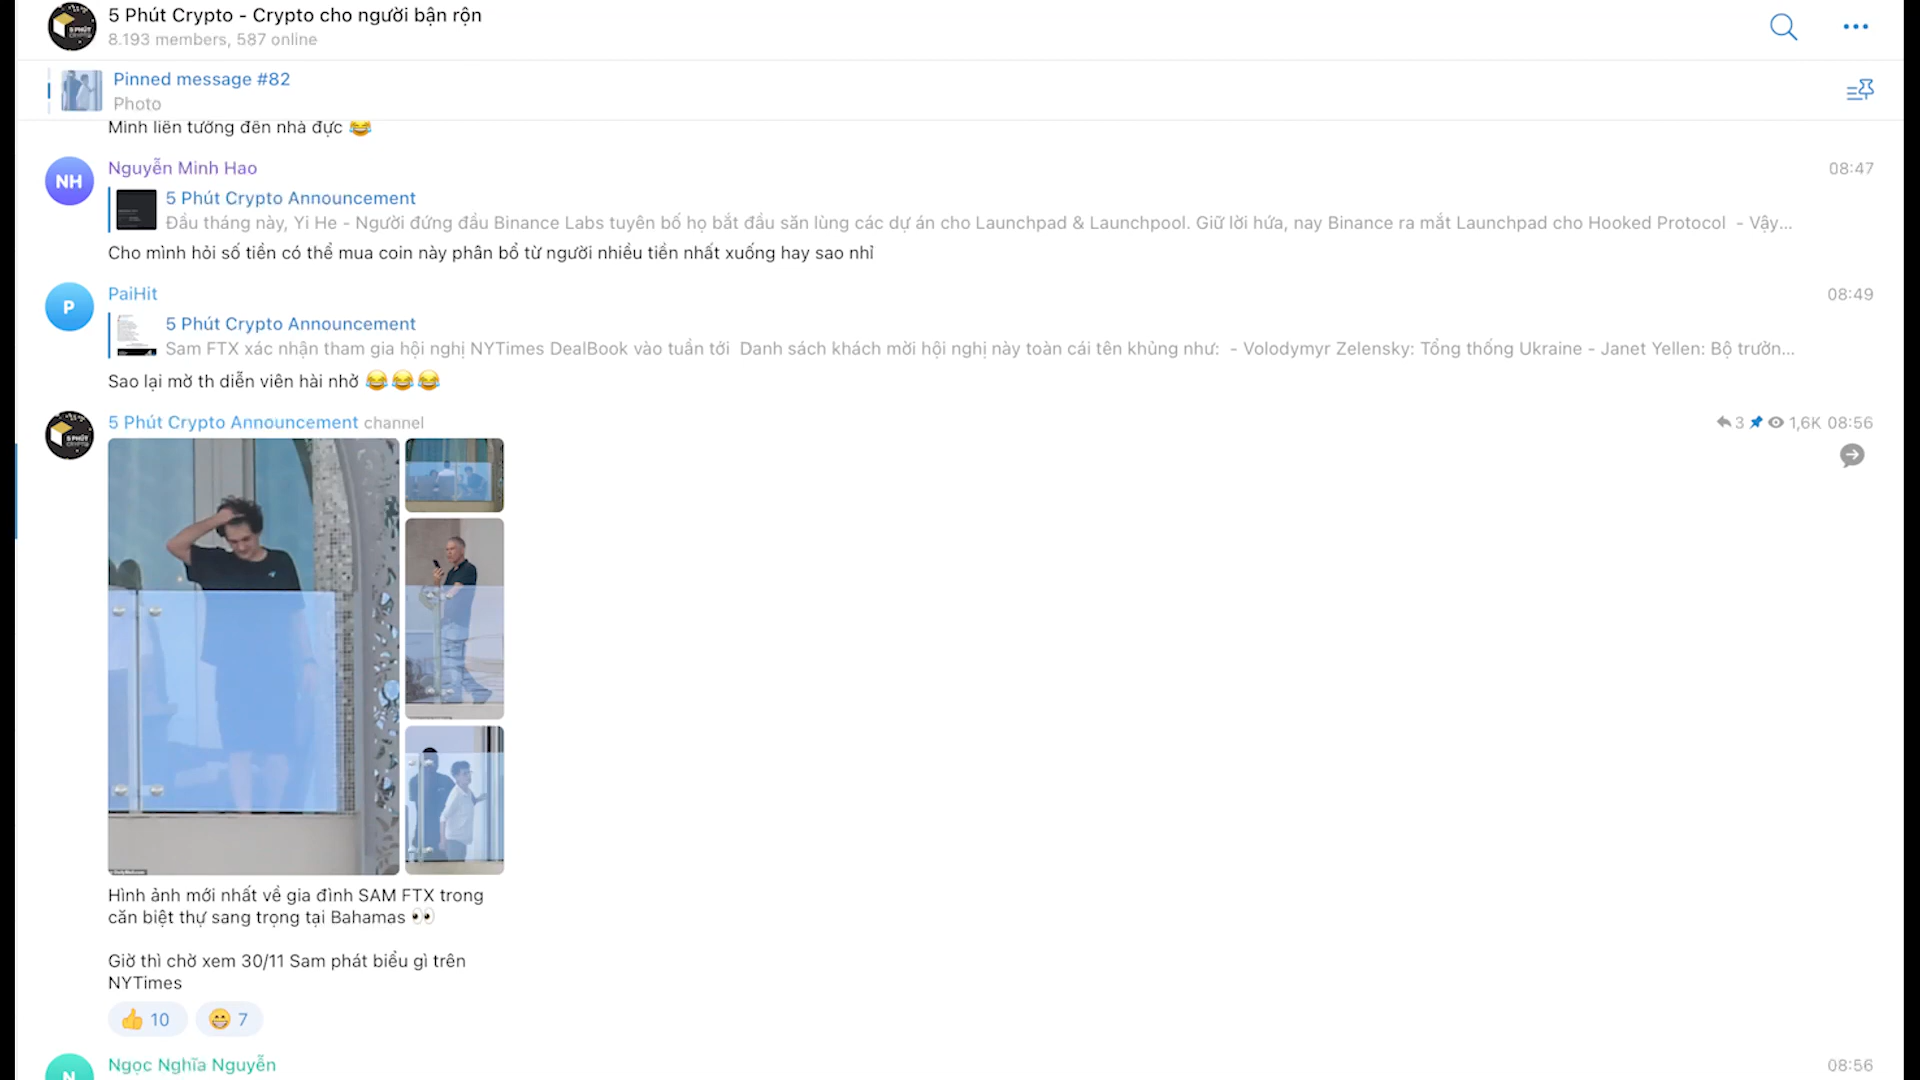 5 Phút Crypto - Crypto cho người bận rộn
8.193 members, 587 online
Pinned message #82
Photo
Mình liên tưởng đến nhà đực 😂
Nguyễn Minh Hao
08:47
5 Phút Crypto Announcement
Đầu tháng này, Yi He - Người đứng đầu Binance Labs tuyên bố họ bắt đầu săn lùng các dự án cho Launchpad & Launchpool. Giữ lời hứa, nay Binance ra mắt Launchpad cho Hooked Protocol - Vậy...
Cho mình hỏi số tiền có thể mua coin này phân bổ từ người nhiều tiền nhất xuống hay sao nhỉ
NH
PaiHit
08:49
5 Phút Crypto Announcement
Sam FTX xác nhận tham gia hội nghị NYTimes DealBook vào tuần tới Danh sách khách mời hội nghị này toàn cái tên khủng như: - Volodymyr Zelensky: Tổng thống Ukraine - Janet Yellen: Bộ trưởn...
Sao lại mờ th diễn viên hài nhở 😂😂😂
P
5 Phút Crypto Announcement channel
3 1,6K 08:56
Hình ảnh mới nhất về gia đình SAM FTX trong
căn biệt thự sang trọng tại Bahamas 👀
Giờ thì chờ xem 30/11 Sam phát biểu gì trên
NYTimes
👍 10 😁 7
Ngọc Nghĩa Nguyễn
08:56
N